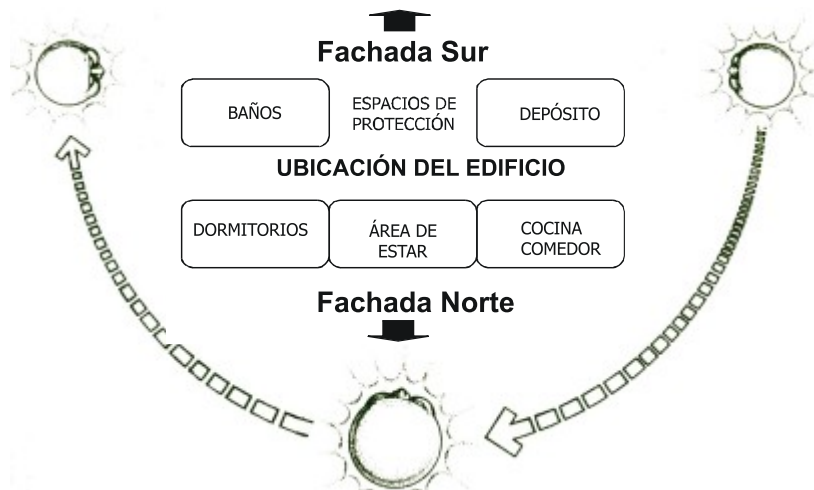 Fachada Sur
BAÑOS
ESPACIOS DE
PROTECCIÓN
DEPÓSITO
UBICACIÓN DEL EDIFICIO
DORMITORIOS
ÁREA DE
ESTAR
COCINA
COMEDOR
Fachada Norte